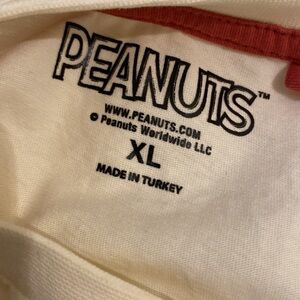 PEANUTS™
WWW.PEANUTS.COM
© Peanuts Worldwide LLC
XL
MADE IN TURKEY